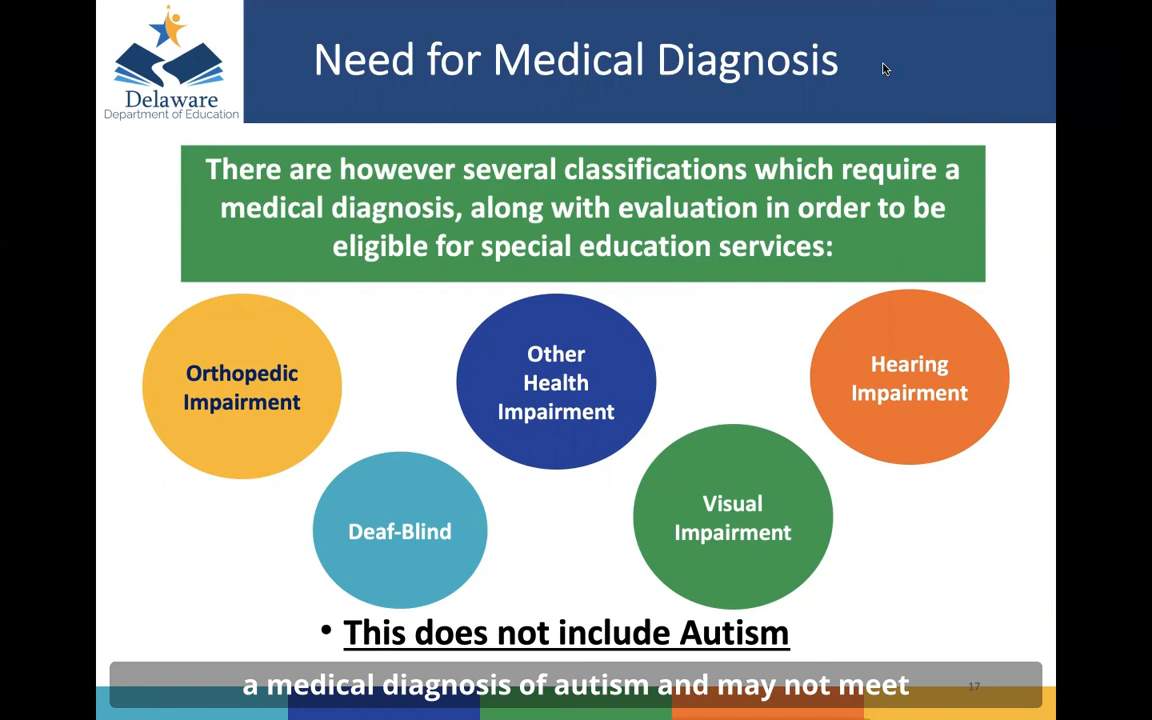 Need for Medical Diagnosis
Delaware
Department of Education
There are however several classifications which require a
medical diagnosis, along with evaluation in order to be
eligible for special education services:
Orthopedic
Impairment
Other
Health
Impairment
Hearing
Impairment
Deaf-Blind
Visual
Impairment
• This does not include Autism
a medical diagnosis of autism and may not meet
17